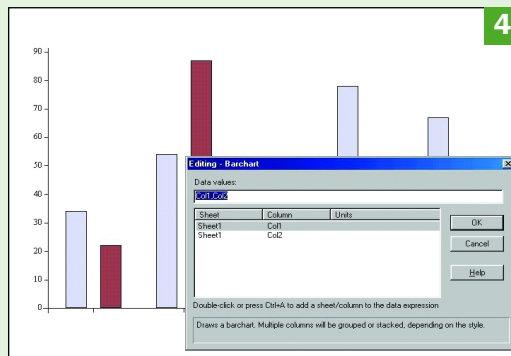 4
90
80
70
60
50
40
30
20
10
0
Editing - Barchart
Data values:
Col1,Col2
Sheet Column Units
Sheet1 Col1
Sheet1 Col2
OK
Cancel
Help
Double-click or press Ctrl+A to add a sheet/column to the data expression
Draws a barchart. Multiple columns will be grouped or stacked, depending on the style.